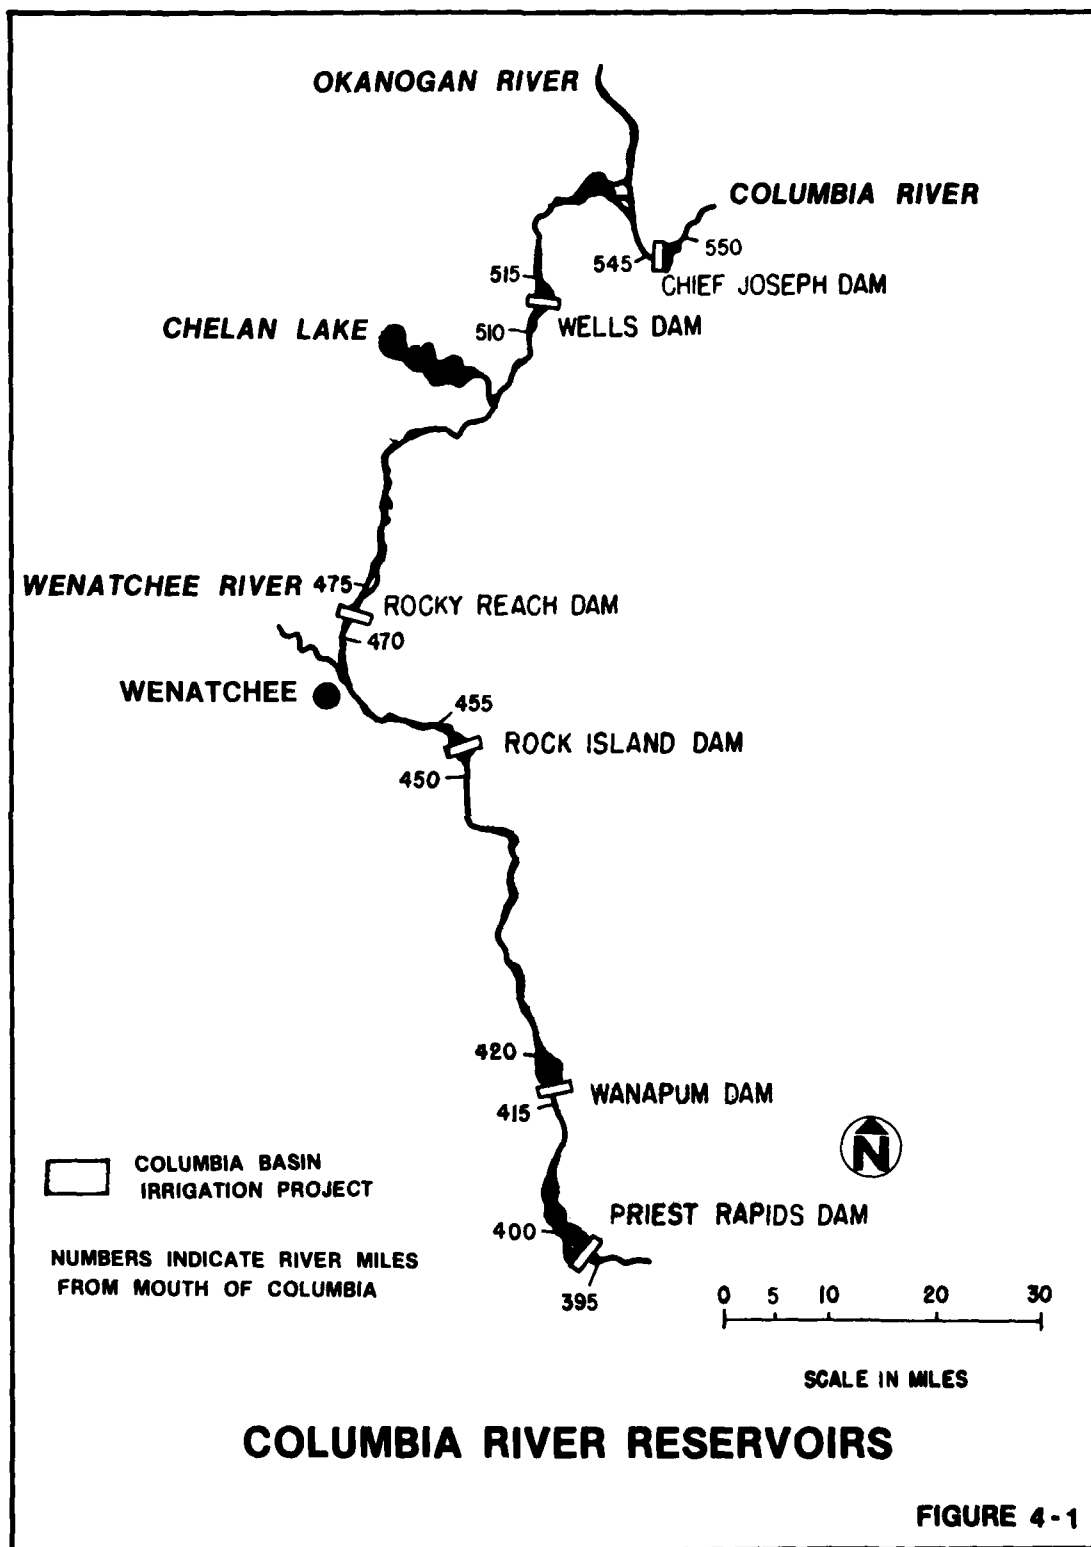 OKANOGAN RIVER
COLUMBIA RIVER
550
545
CHIEF JOSEPH DAM
515
510
WELLS DAM
CHELAN LAKE
WENATCHEE RIVER
475
ROCKY REACH DAM
470
WENATCHEE
455
ROCK ISLAND DAM
450
420
WANAPUM DAM
415
N
COLUMBIA BASIN
IRRIGATION PROJECT
PRIEST RAPIDS DAM
400
NUMBERS INDICATE RIVER MILES
FROM MOUTH OF COLUMBIA
395
0 5 10 20 30
SCALE IN MILES
COLUMBIA RIVER RESERVOIRS
FIGURE 4-1